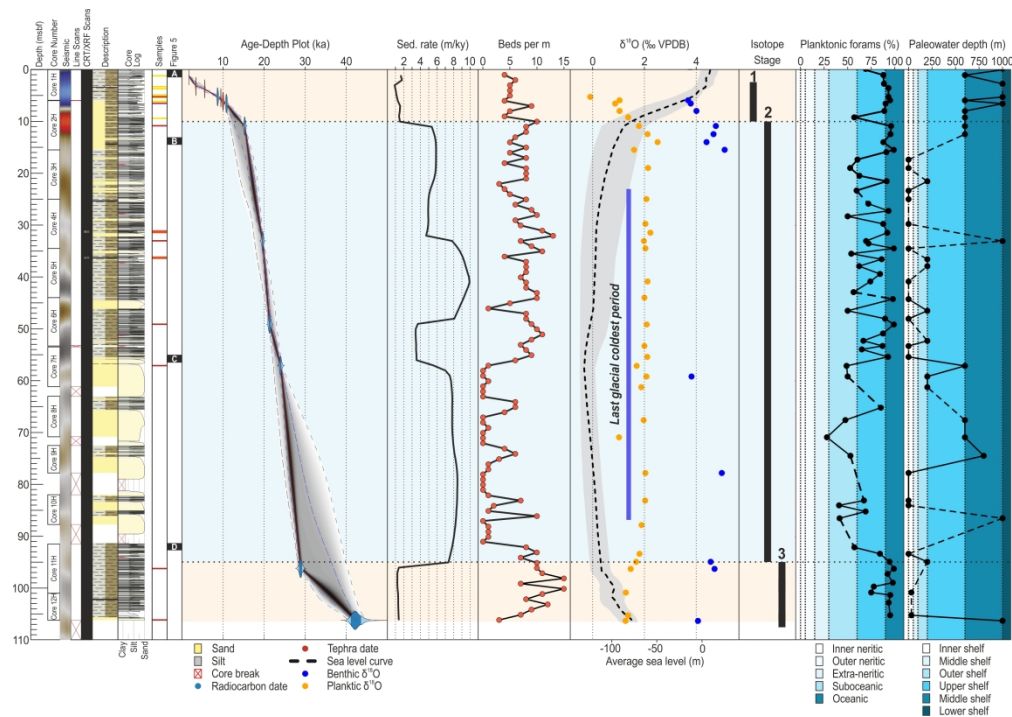 Depth (mbsf)
Core Number
Seismic
Line Scans
CRT/XRF Scans
Description
Core Log
Samples
Figure 5
Age-Depth Plot (ka)
Sed. rate (m/ky)
Beds per m
δ¹⁸O (‰ VPDB)
Isotope Stage
Planktonic forams (%)
Paleowater depth (m)
0 10 20 30 40
0 2 4 6 8 10
0 5 10 15
0 2 4
0 25 50 75 100
0 500 1000
0
10
20
30
40
50
60
70
80
90
100
110
Core 1H
Core 2H
Core 3H
Core 4H
Core 5H
Core 6H
Core 7H
Core 8H
Core 9H
Core 10H
Core 11H
Core 12H
A
B
C
D
Last glacial coldest period
1
2
3
Clay
Silt
Sand
-100 -50 0
Average sea level (m)
Sand
Silt
Core break
Radiocarbon date
Tephra date
Sea level curve
Benthic δ¹⁸O
Planktic δ¹⁸O
Inner neritic
Outer neritic
Extra-neritic
Suboceanic
Oceanic
Inner shelf
Middle shelf
Outer shelf
Upper shelf
Middle shelf
Lower shelf